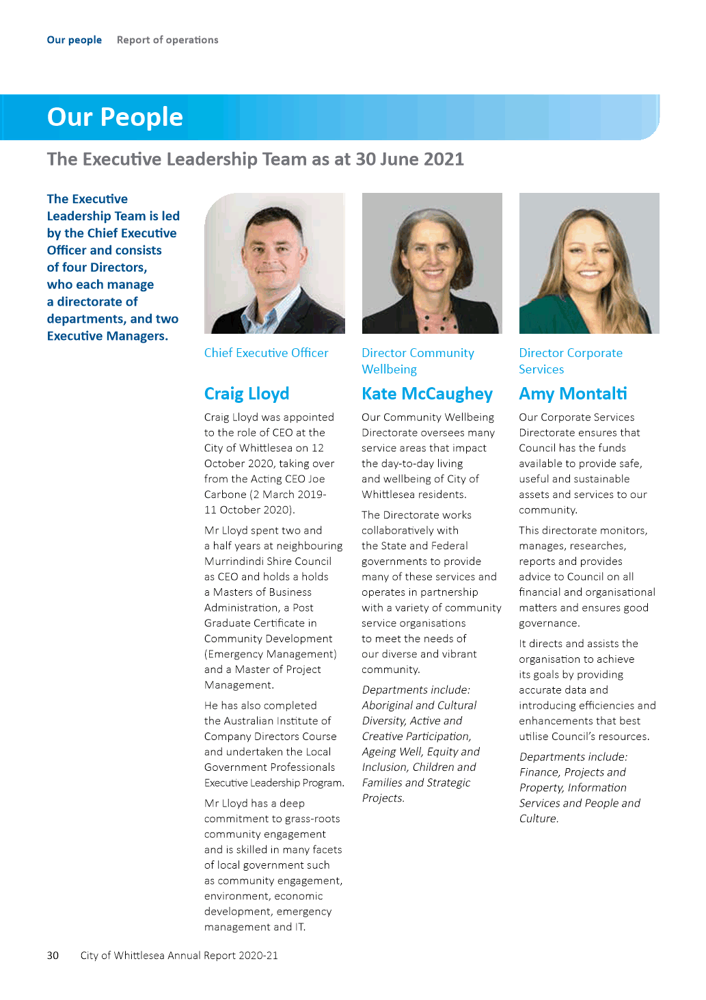 Our people Report of operations
Our People
The Executive Leadership Team as at 30 June 2021
The Executive
Leadership Team is led
by the Chief Executive
Officer and consists
of four Directors,
who each manage
a directorate of
departments, and two
Executive Managers.
Chief Executive Officer
Craig Lloyd
Craig Lloyd was appointed
to the role of CEO at the
City of Whittlesea on 12
October 2020, taking over
from the Acting CEO Joe
Carbone (2 March 2019-
11 October 2020).
Mr Lloyd spent two and
a half years at neighbouring
Murrindindi Shire Council
as CEO and holds a holds
a Masters of Business
Administration, a Post
Graduate Certificate in
Community Development
(Emergency Management)
and a Master of Project
Management.
He has also completed
the Australian Institute of
Company Directors Course
and undertaken the Local
Government Professionals
Executive Leadership Program.
Mr Lloyd has a deep
commitment to grass-roots
community engagement
and is skilled in many facets
of local government such
as community engagement,
environment, economic
development, emergency
management and IT.
Director Community
Wellbeing
Kate McCaughey
Our Community Wellbeing
Directorate oversees many
service areas that impact
the day-to-day living
and wellbeing of City of
Whittlesea residents.
The Directorate works
collaboratively with
the State and Federal
governments to provide
many of these services and
operates in partnership
with a variety of community
service organisations
to meet the needs of
our diverse and vibrant
community.
Departments include:
Aboriginal and Cultural
Diversity, Active and
Creative Participation,
Ageing Well, Equity and
Inclusion, Children and
Families and Strategic
Projects.
Director Corporate
Services
Amy Montalti
Our Corporate Services
Directorate ensures that
Council has the funds
available to provide safe,
useful and sustainable
assets and services to our
community.
This directorate monitors,
manages, researches,
reports and provides
advice to Council on all
financial and organisational
matters and ensures good
governance.
It directs and assists the
organisation to achieve
its goals by providing
accurate data and
introducing efficiencies and
enhancements that best
utilise Council's resources.
Departments include:
Finance, Projects and
Property, Information
Services and People and
Culture.
30 City of Whittlesea Annual Report 2020-21